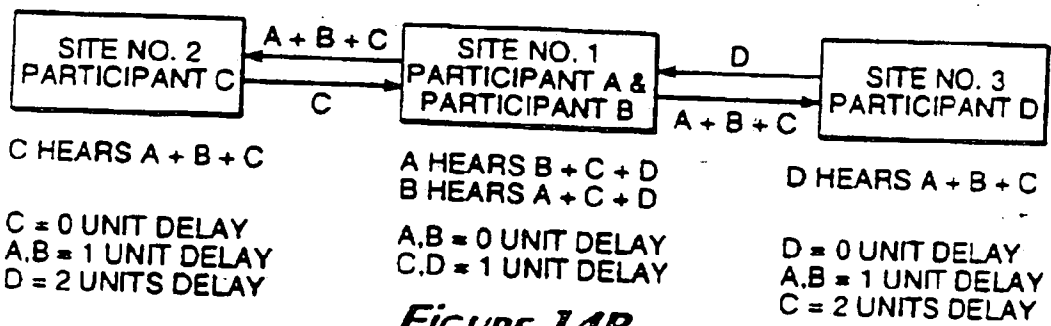 SITE NO. 2
PARTICIPANT C
A + B + C
C
SITE NO. 1
PARTICIPANT A &
PARTICIPANT B
D
A + B + C
SITE NO. 3
PARTICIPANT D
C HEARS A + B + C
C = 0 UNIT DELAY
A,B = 1 UNIT DELAY
D = 2 UNITS DELAY
A HEARS B + C + D
B HEARS A + C + D
A,B = 0 UNIT DELAY
C,D = 1 UNIT DELAY
D HEARS A + B + C
D = 0 UNIT DELAY
A,B = 1 UNIT DELAY
C = 2 UNITS DELAY
FIGURE